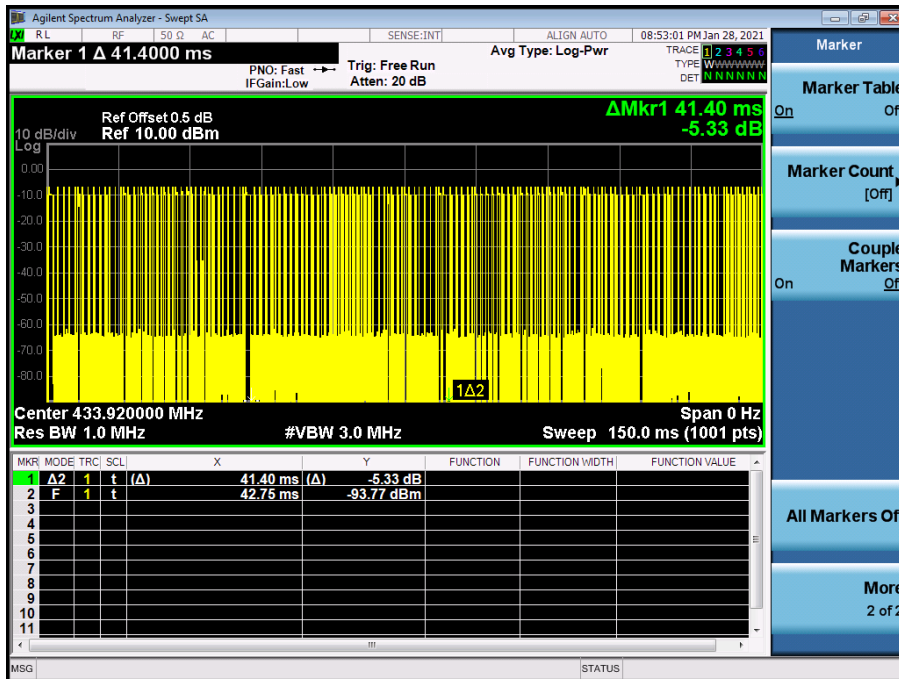 Agilent Spectrum Analyzer - Swept SA
LXI RL RF 50 Ω AC SENSE:INT ALIGN AUTO 08:53:01 PM Jan 28, 2021
Marker 1 Δ 41.4000 ms
PNO: Fast
IFGain:Low
Trig: Free Run
Atten: 20 dB
Avg Type: Log-Pwr
TRACE 1 2 3 4 5 6
TYPE WWWWWW
DET N N N N N N
Marker
Marker Table
On Of
Marker Count
[Off]
Couple
Markers
On Of
All Markers Of
More
2 of 2
ΔMkr1 41.40 ms
-5.33 dB
Ref Offset 0.5 dB
10 dB/div Ref 10.00 dBm
Log
0.00
-10.0
-20.0
-30.0
-40.0
-50.0
-60.0
-70.0
-80.0
1Δ2
Center 433.920000 MHz Span 0 Hz
Res BW 1.0 MHz #VBW 3.0 MHz Sweep 150.0 ms (1001 pts)
MKR MODE TRC SCL X Y FUNCTION FUNCTION WIDTH FUNCTION VALUE
1 Δ2 1 t (Δ) 41.40 ms (Δ) -5.33 dB
2 F 1 t 42.75 ms -93.77 dBm
3
4
5
6
7
8
9
10
11
MSG STATUS